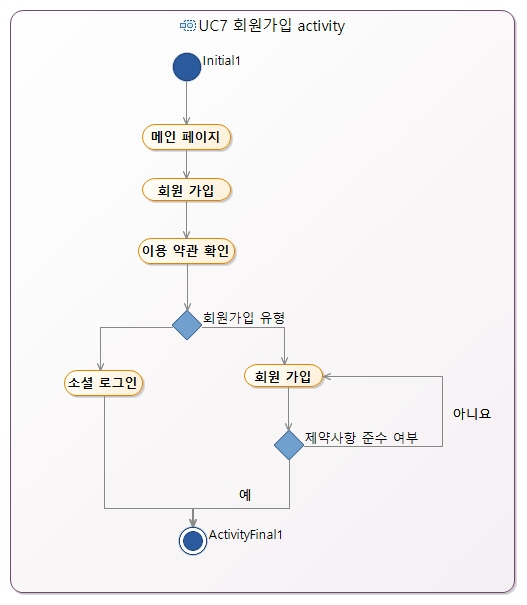 UC7 회원가입 activity
Initial1
메인 페이지
회원 가입
이용 약관 확인
회원가입 유형
소셜 로그인
회원 가입
아니요
제약사항 준수 여부
예
ActivityFinal1